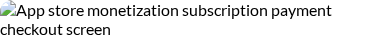 App store monetization subscription payment
checkout screen